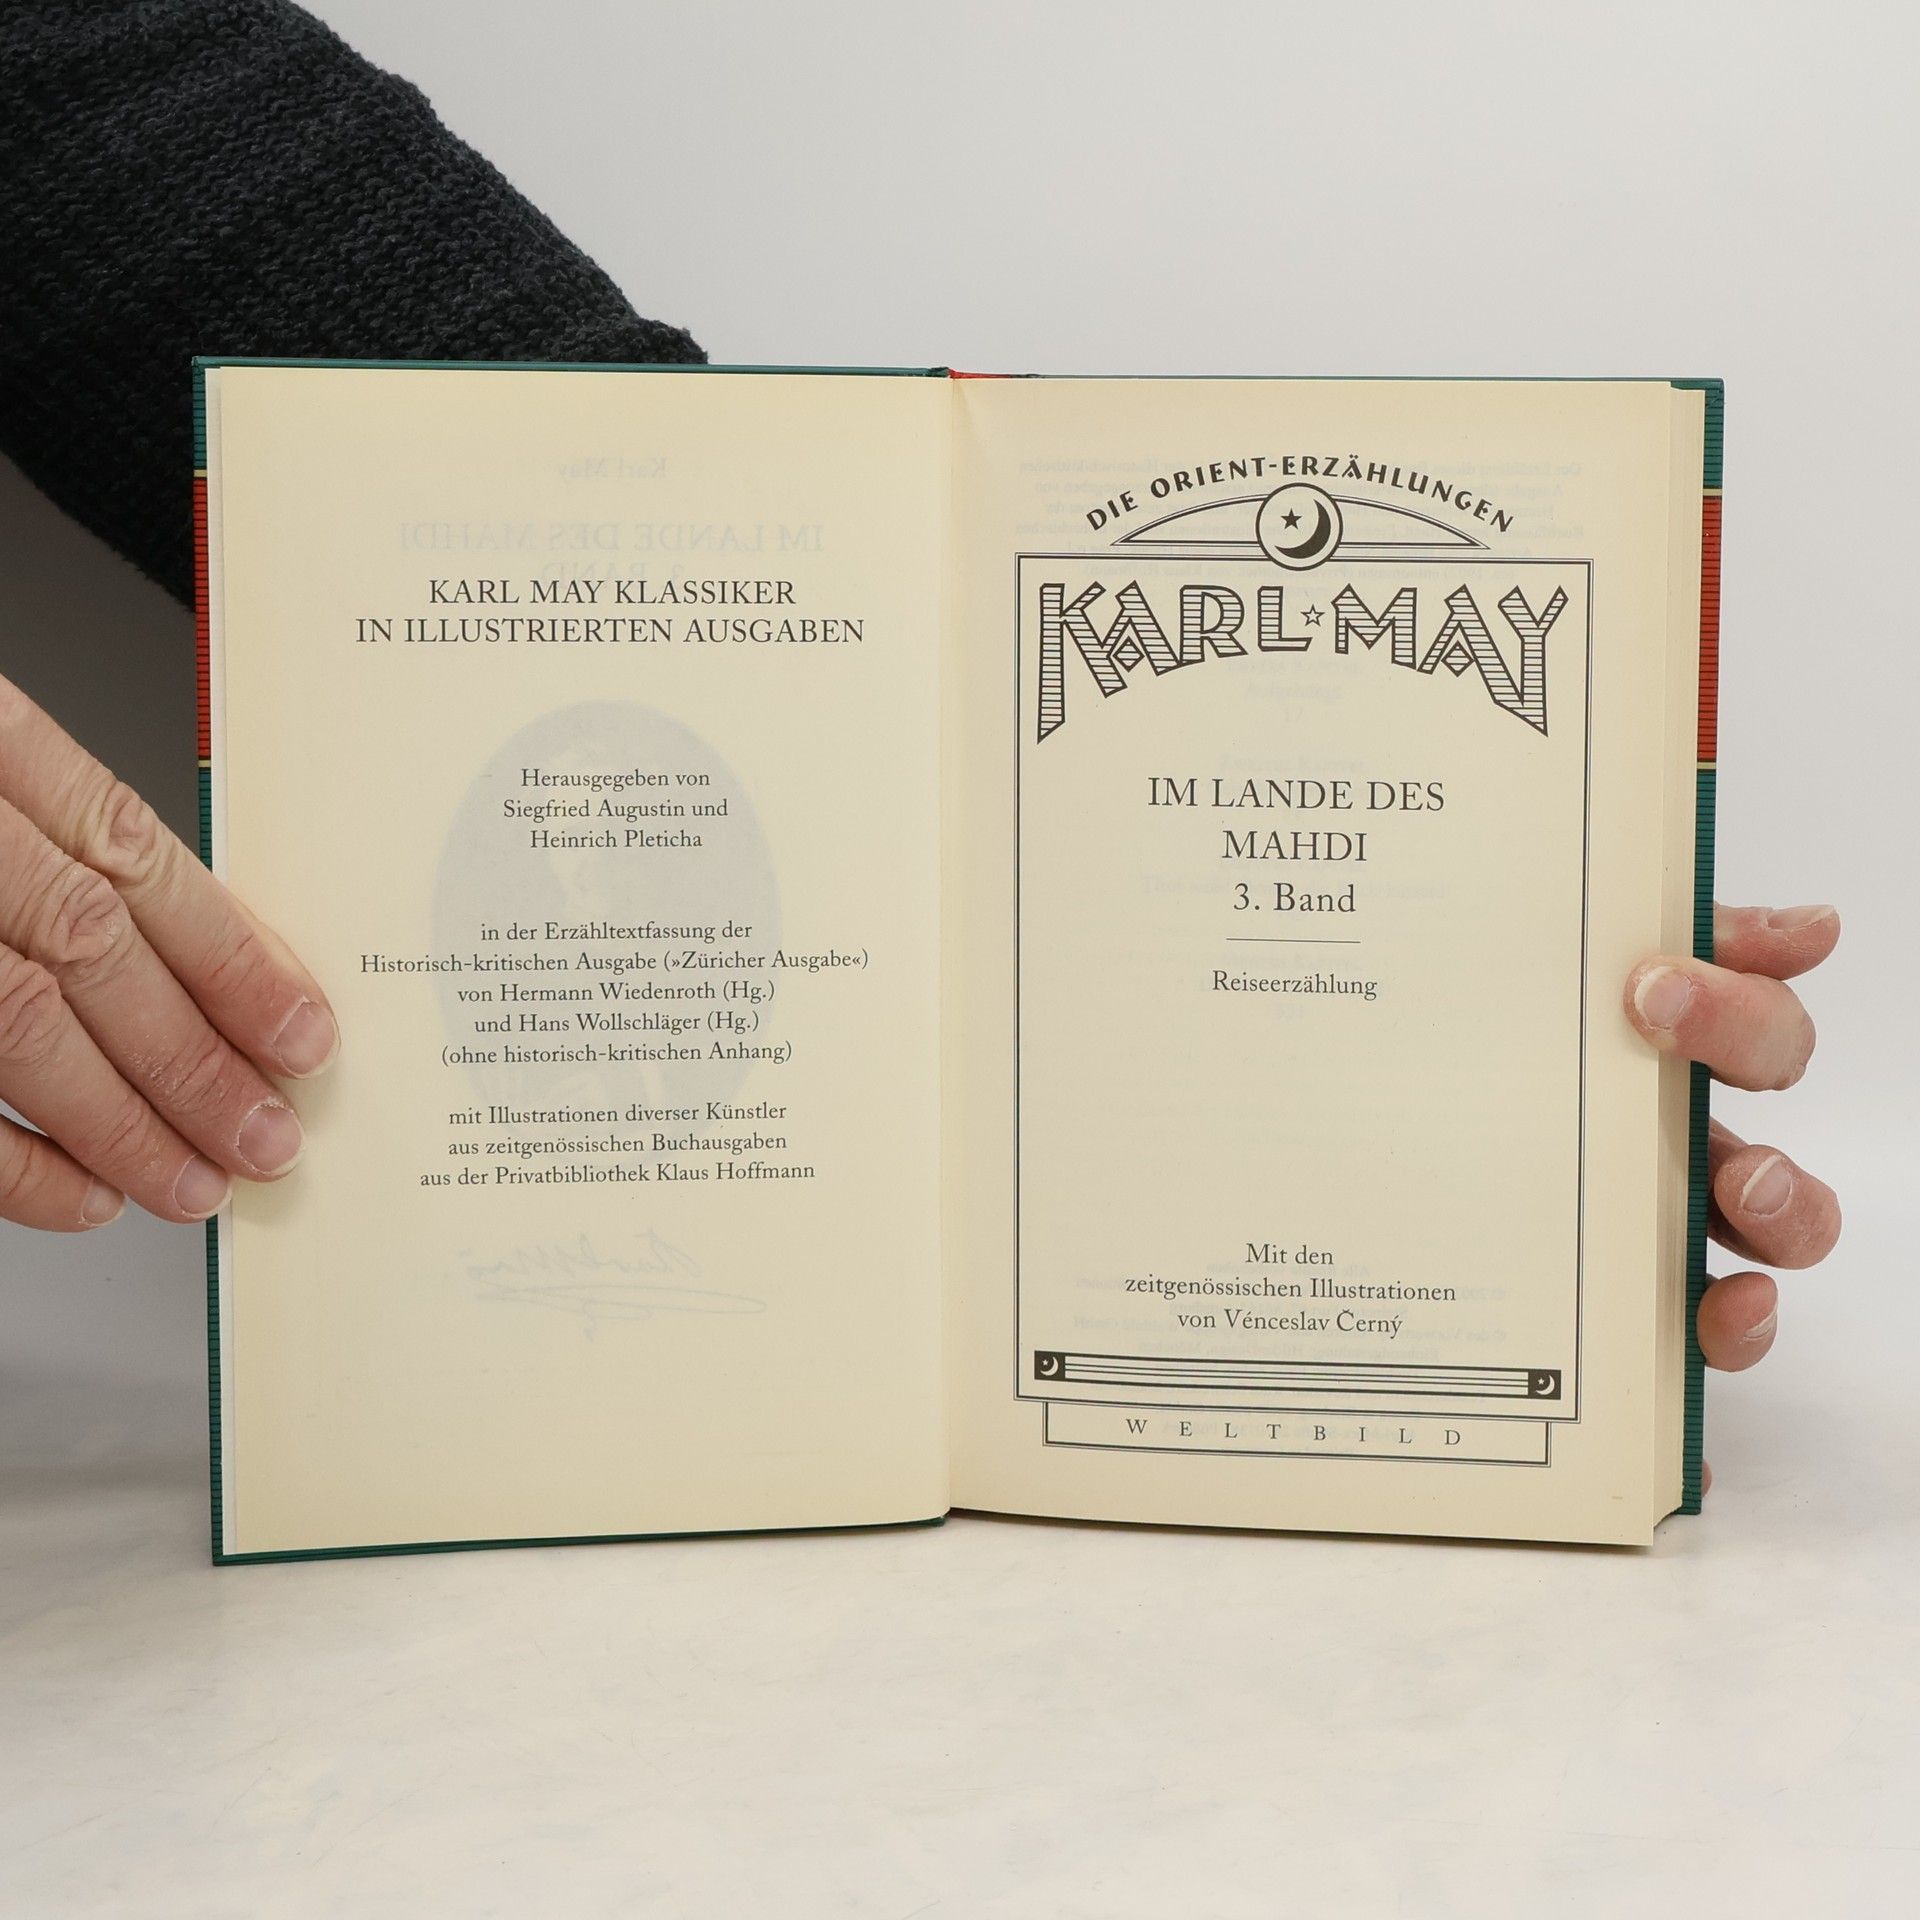 KARL MAY KLASSIKER
IN ILLUSTRIERTEN AUSGABEN
Herausgegeben von
Siegfried Augustin und
Heinrich Pleticha
in der Erzähltextfassung der
Historisch-kritischen Ausgabe (»Züricher Ausgabe«)
von Hermann Wiedenroth (Hg.)
und Hans Wollschläger (Hg.)
(ohne historisch-kritischen Anhang)
mit Illustrationen diverser Künstler
aus zeitgenössischen Buchausgaben
aus der Privatbibliothek Klaus Hoffmann
DIE ORIENT-ERZÄHLUNGEN
KARL MAY
IM LANDE DES
MAHDI
3. Band
Reiseerzählung
Mit den
zeitgenössischen Illustrationen
von Vénceslav Černý
WELTBILD